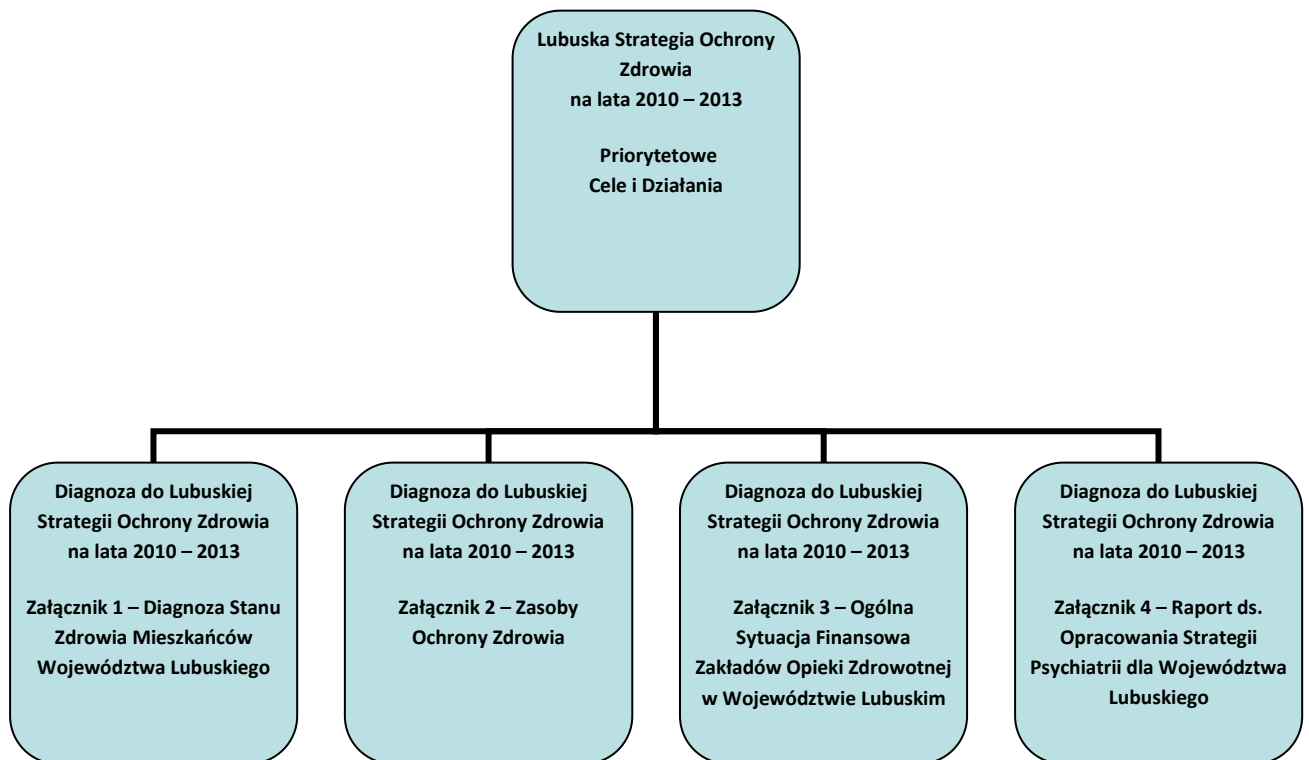 Lubuska Strategia Ochrony
Zdrowia
na lata 2010 – 2013
Priorytetowe
Cele i Działania
Diagnoza do Lubuskiej
Strategii Ochrony Zdrowia
na lata 2010 – 2013
Załącznik 1 – Diagnoza Stanu
Zdrowia Mieszkańców
Województwa Lubuskiego
Diagnoza do Lubuskiej
Strategii Ochrony Zdrowia
na lata 2010 – 2013
Załącznik 2 – Zasoby
Ochrony Zdrowia
Diagnoza do Lubuskiej
Strategii Ochrony Zdrowia
na lata 2010 – 2013
Załącznik 3 – Ogólna
Sytuacja Finansowa
Zakładów Opieki Zdrowotnej
w Województwie Lubuskim
Diagnoza do Lubuskiej
Strategii Ochrony Zdrowia
na lata 2010 – 2013
Załącznik 4 – Raport ds.
Opracowania Strategii
Psychiatrii dla Województwa
Lubuskiego